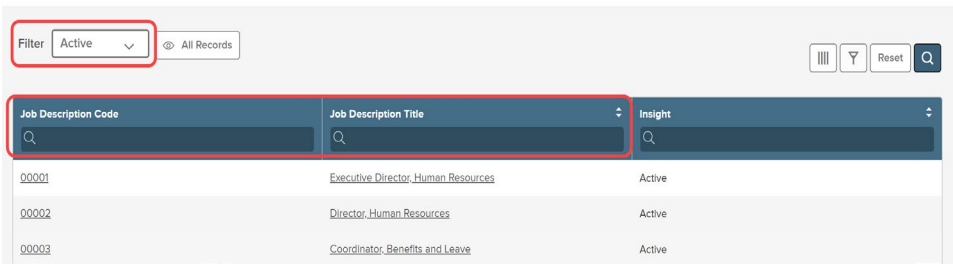 Filter Active All Records
Reset
Job Description Code Job Description Title Insight
00001 Executive Director, Human Resources Active
00002 Director, Human Resources Active
00003 Coordinator, Benefits and Leave Active